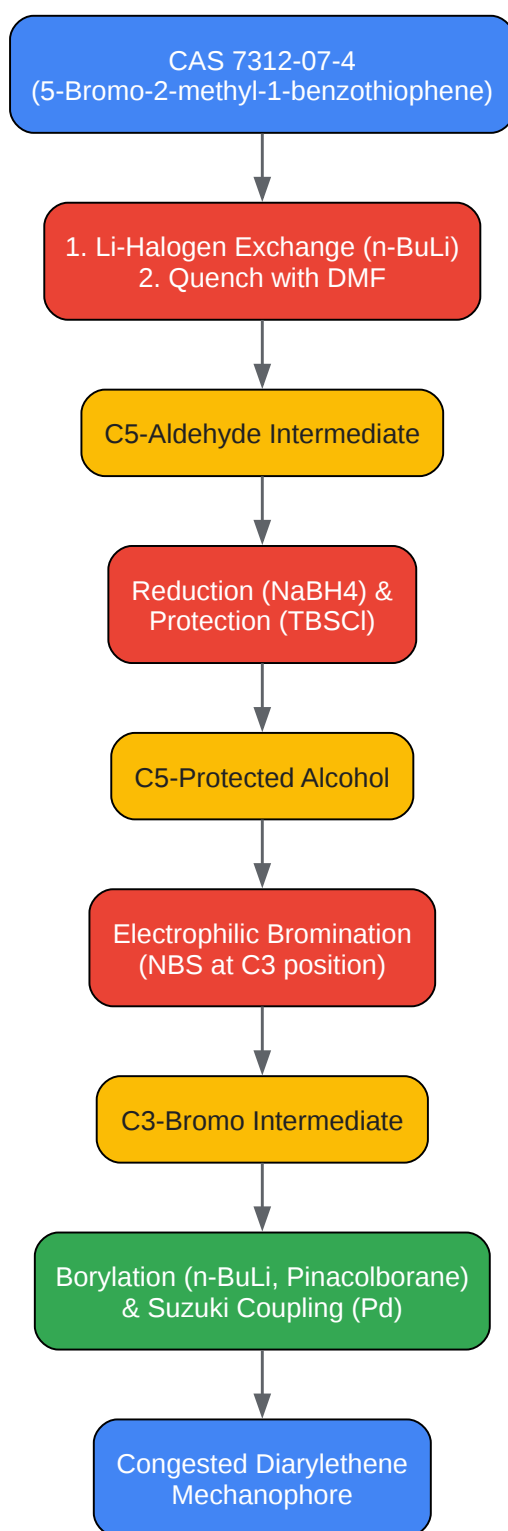 CAS 7312-07-4
(5-Bromo-2-methyl-1-benzothiophene)
1. Li-Halogen Exchange (n-BuLi)
2. Quench with DMF
C5-Aldehyde Intermediate
Reduction (NaBH4) &
Protection (TBSCl)
C5-Protected Alcohol
Electrophilic Bromination
(NBS at C3 position)
C3-Bromo Intermediate
Borylation (n-BuLi, Pinacolborane)
& Suzuki Coupling (Pd)
Congested Diarylethene
Mechanophore